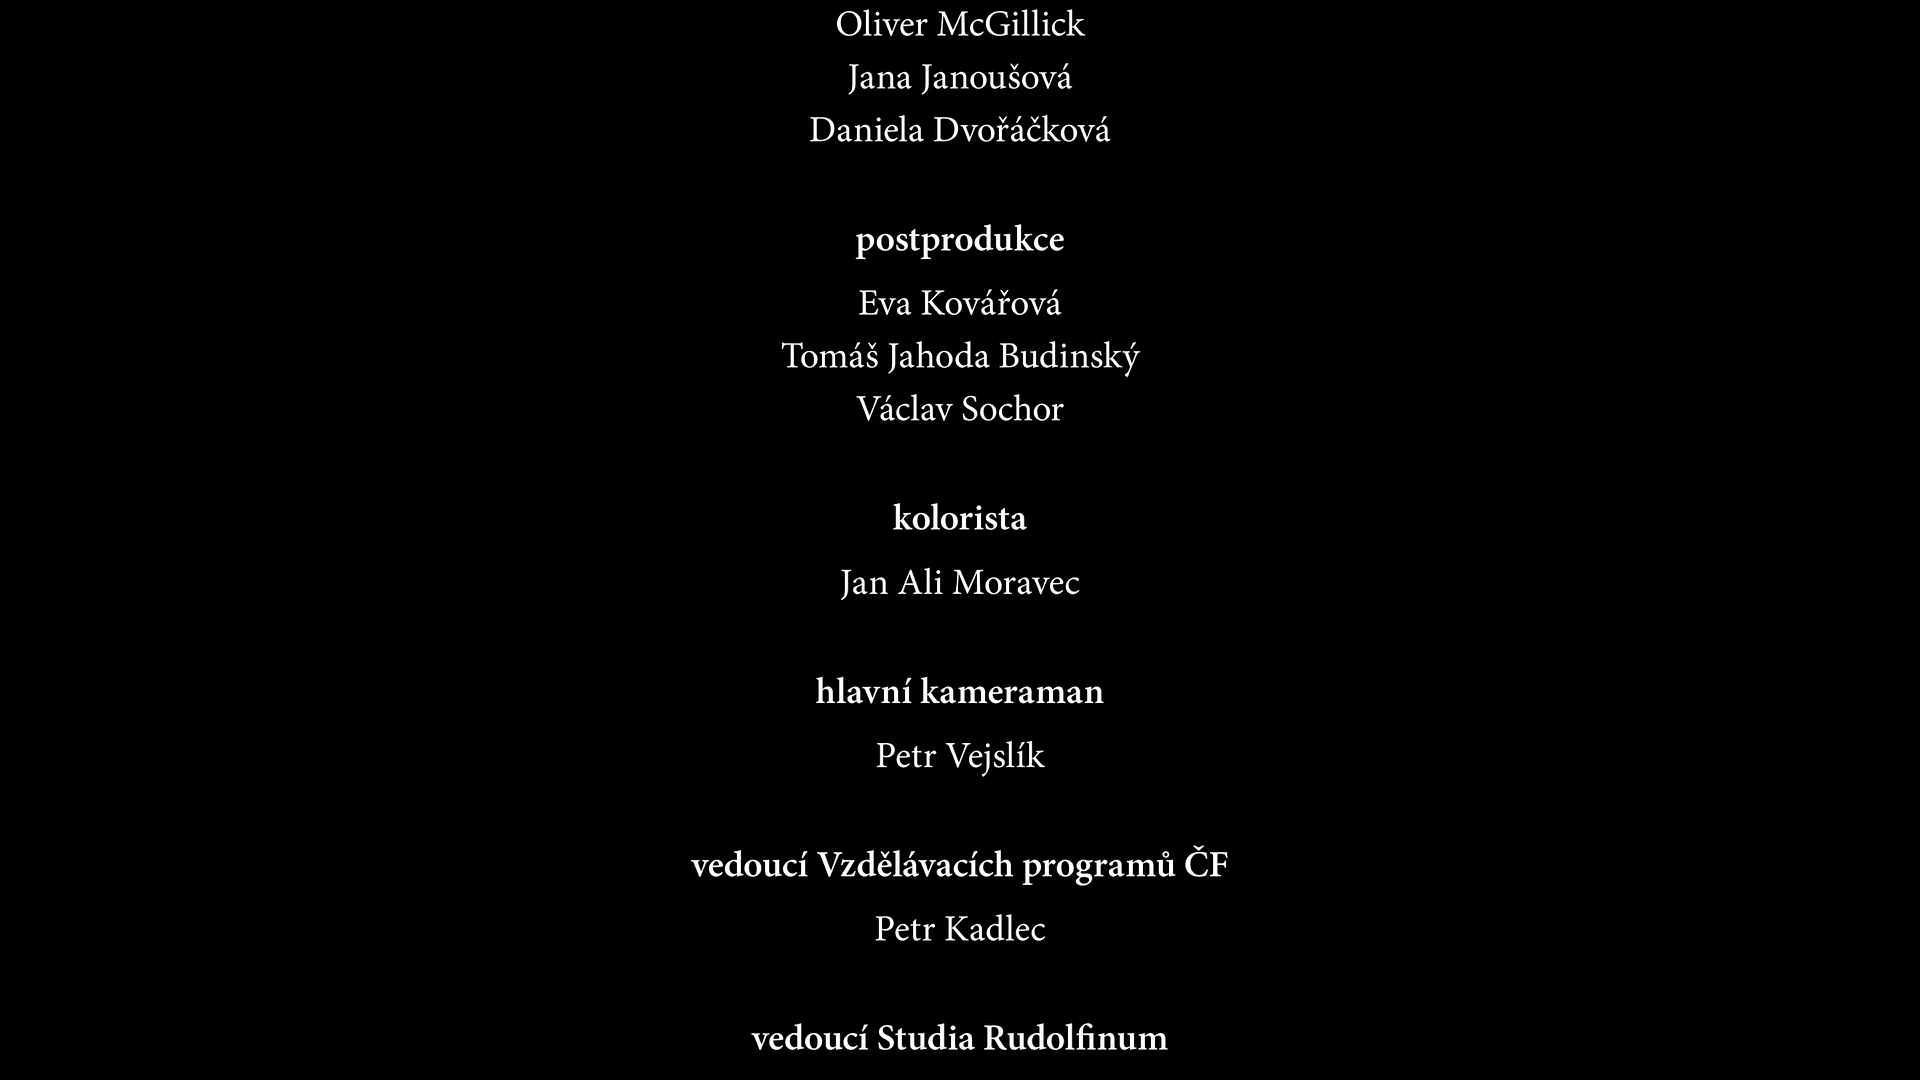 Oliver McGillick
Jana Janoušová
Daniela Dvořáčková
postprodukce
Eva Kovářová
Tomáš Jahoda Budinský
Václav Sochor
kolorista
Jan Ali Moravec
hlavní kameraman
Petr Vejslík
vedoucí Vzdělávacích programů ČF
Petr Kadlec
vedoucí Studia Rudolfinum